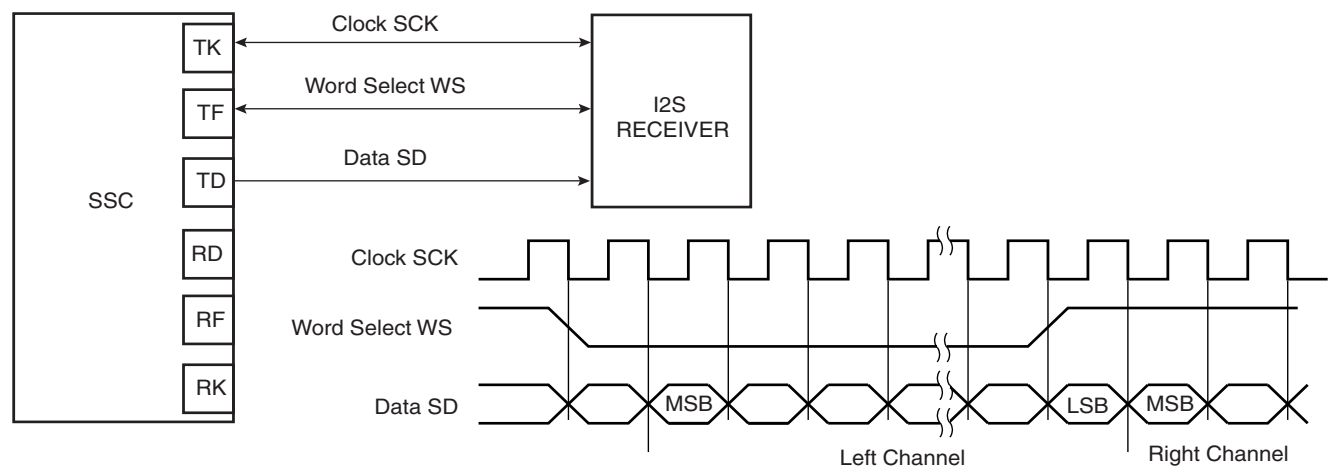 SSC
TK
TF
TD
RD
RF
RK
Clock SCK
Word Select WS
Data SD
I2S
RECEIVER
Clock SCK
Word Select WS
Data SD
MSB
LSB
MSB
Left Channel
Right Channel